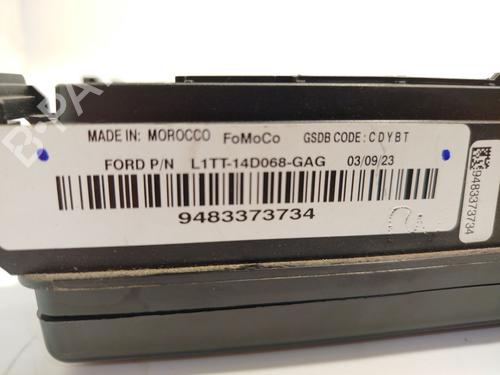 MADE IN: MOROCCO FoMoCo GSDB CODE: CDYBT
FORD P/N L1TT-14D068-GAG 03/09/23
9483373734
9483373734
B-PA